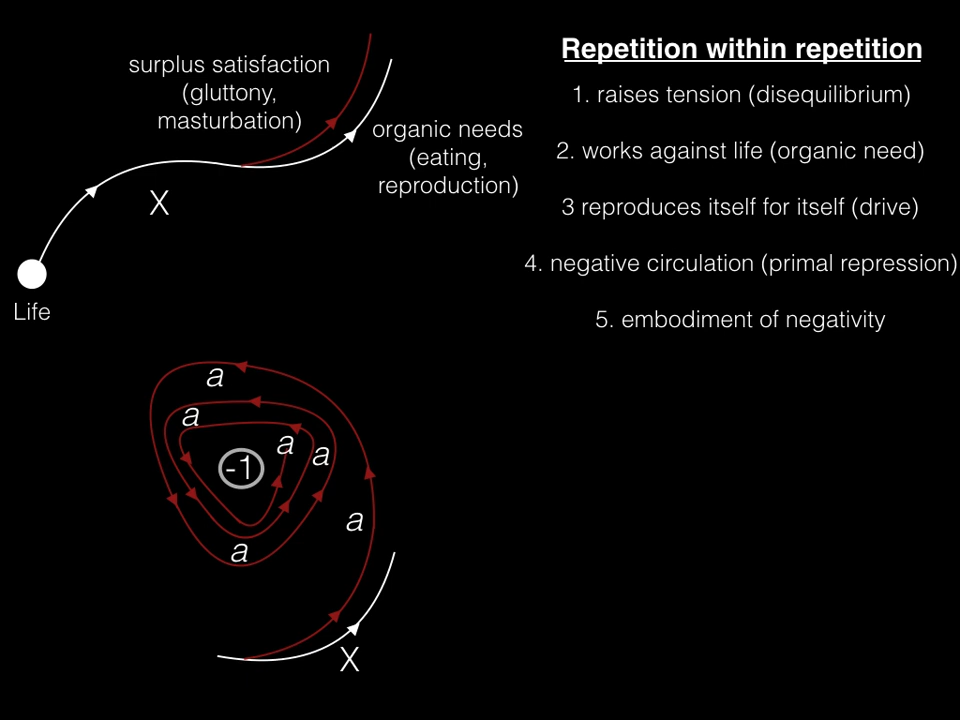 Repetition within repetition
1. raises tension (disequilibrium)
2. works against life (organic need)
3 reproduces itself for itself (drive)
4. negative circulation (primal repression)
5. embodiment of negativity
surplus satisfaction
(gluttony,
masturbation)
organic needs
(eating,
reproduction)
X
Life
a
a
a
a
-1
a
a
X